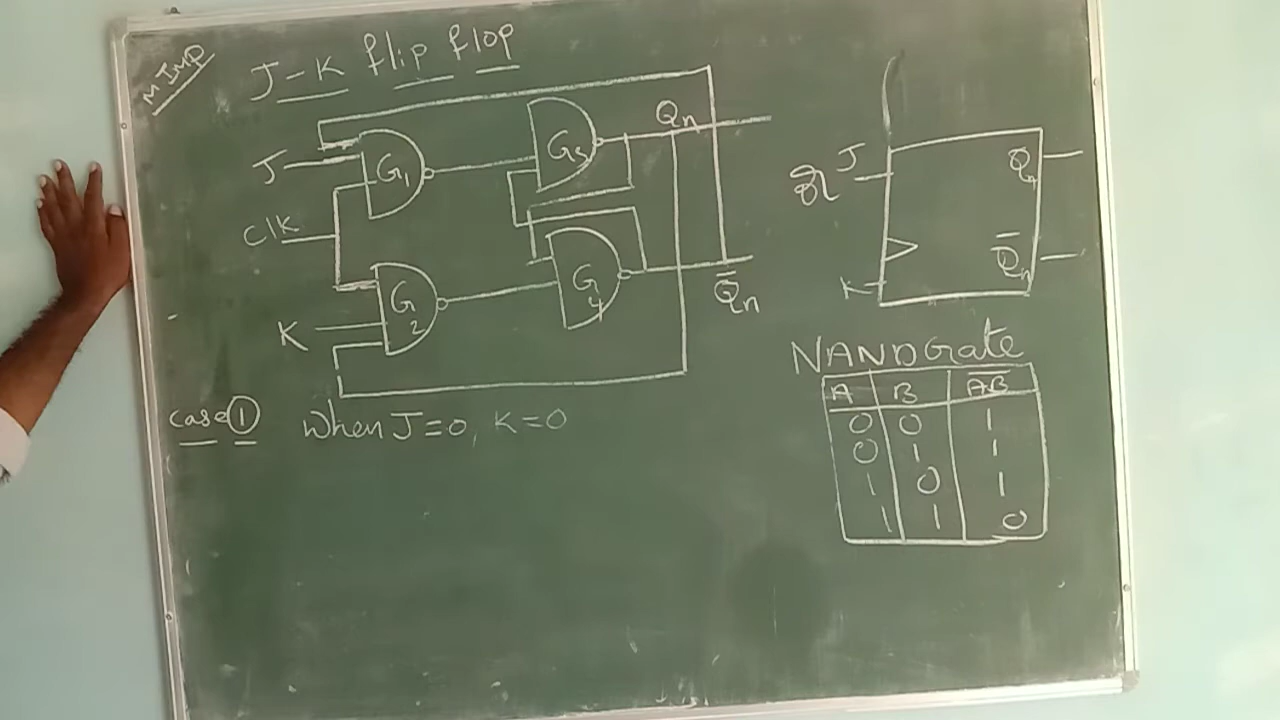 M IMP
J-K flip flop
J
G1
G3
Qn
Clk
K
G2
G4
Q̅n
J
Qn
K
Q̅n
NAND Gate
A B A̅B̅
0 0 1
0 1 1
1 0 1
1 1 0
case ① When J=0, K=0